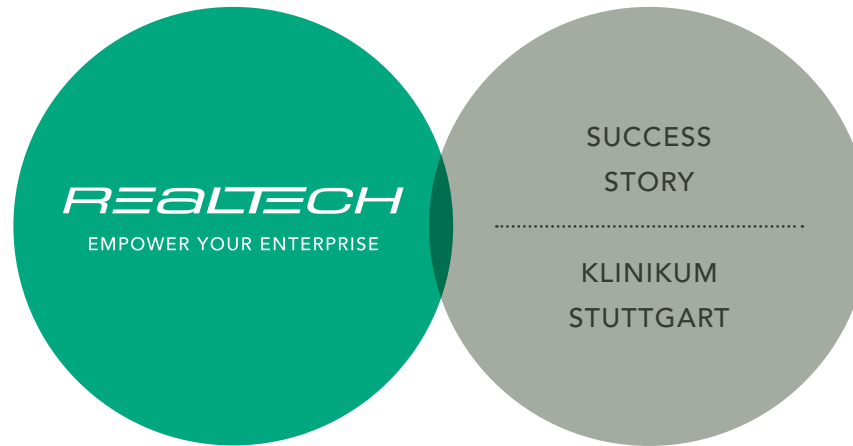 REALTECH
EMPOWER YOUR ENTERPRISE
SUCCESS
STORY
KLINIKUM
STUTTGART